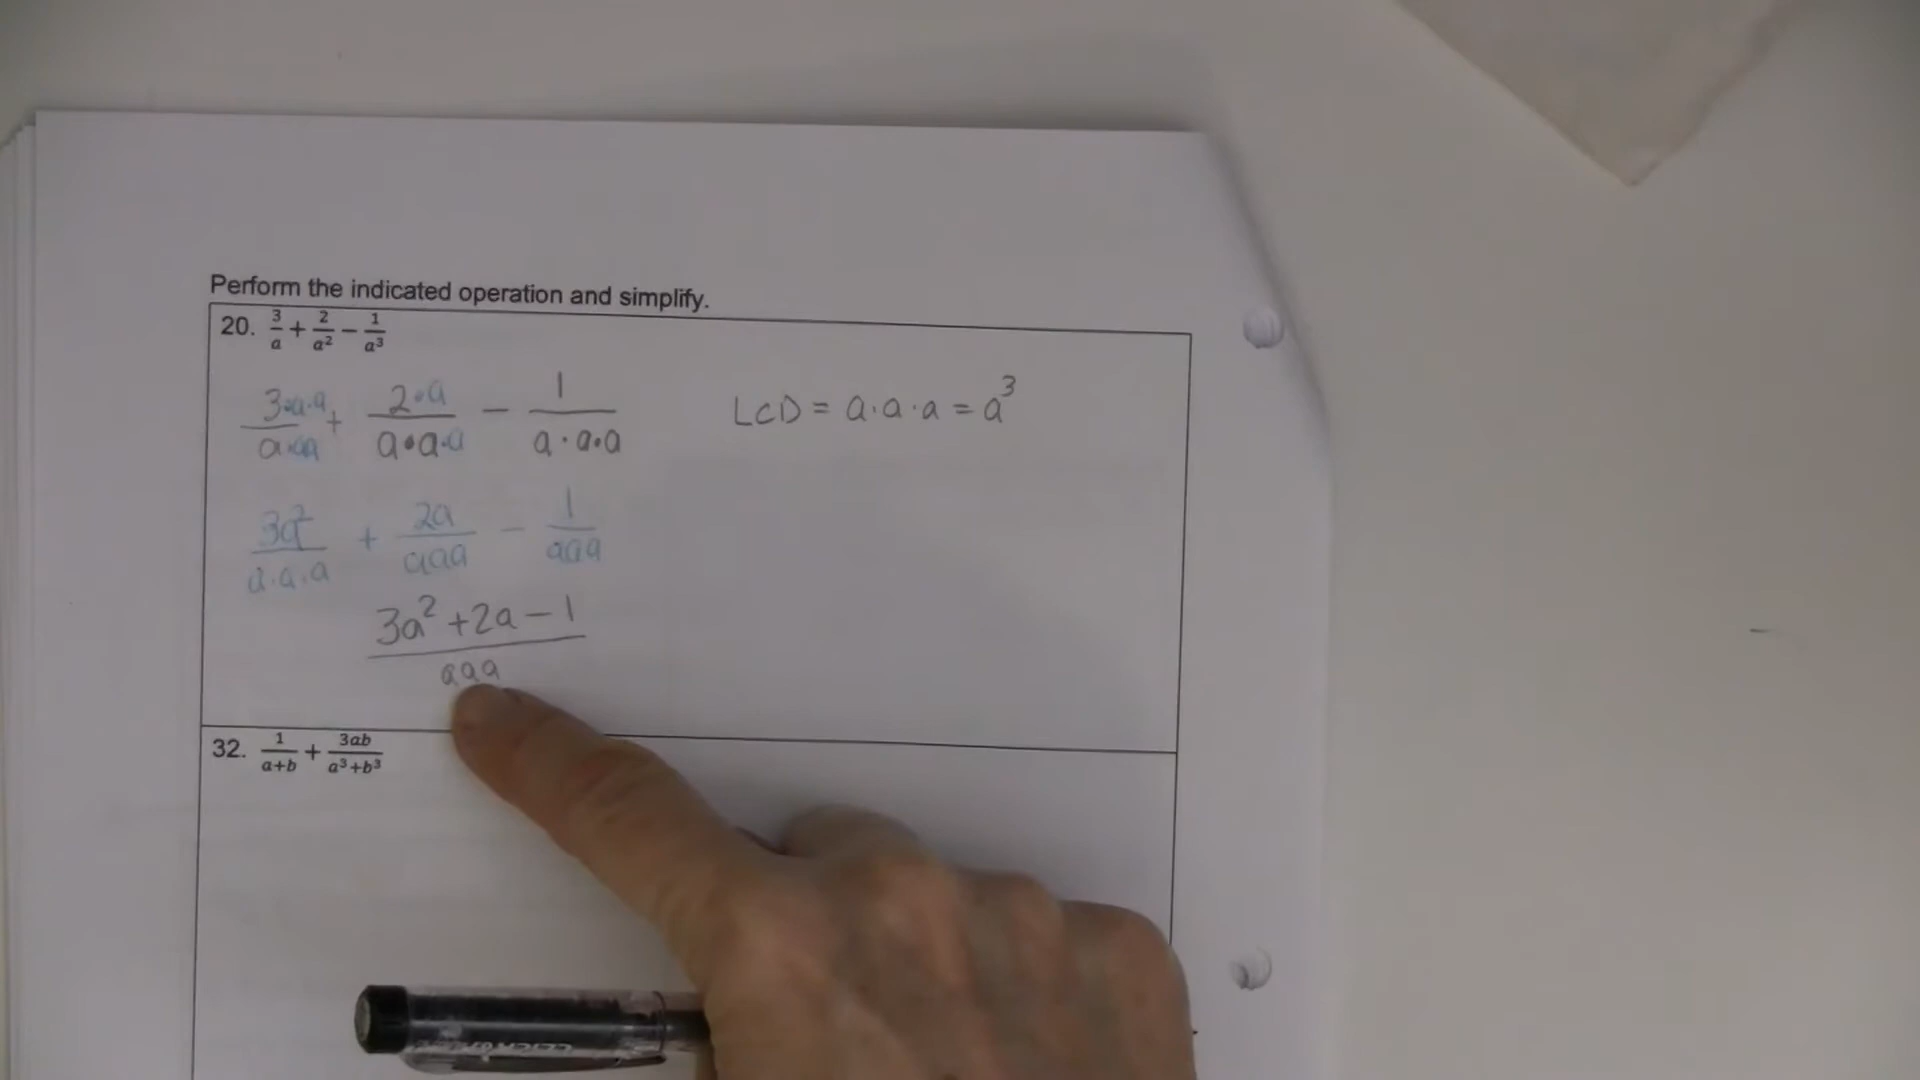 Perform the indicated operation and simplify.
20. 3/a + 2/a² − 1/a³
3·a·a/a·aa + 2·a/a·a·a − 1/a·a·a
LCD = a·a·a = a³
3a²/a·a·a + 2a/aaa − 1/aaa
3a² + 2a − 1/aaa
32. 1/a+b + 3ab/a³+b³